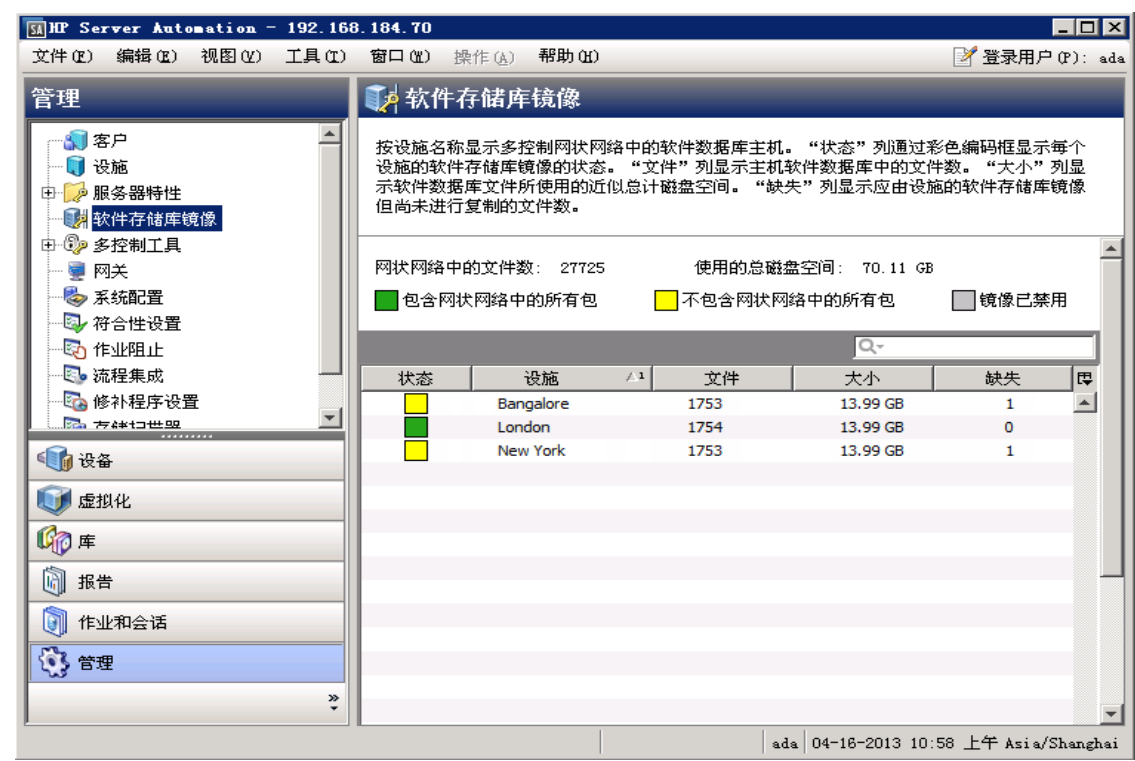 HP Server Automation - 192.168.184.70
文件(F) 编辑(E) 视图(V) 工具(T) 窗口(W) 操作(A) 帮助(H) 登录用户(P): ada
管理
客户
设施
服务器特性
软件存储库镜像
多控制工具
网关
系统配置
符合性设置
作业阻止
流程集成
修补程序设置
存储扫描器
设备
虚拟化
库
报告
作业和会话
管理
软件存储库镜像
按设施名称显示多控制网状网络中的软件数据库主机。“状态”列通过彩色编码框显示每个
设施的软件存储库镜像的状态。“文件”列显示主机软件数据库中的文件数。“大小”列显
示软件数据库文件所使用的近似总计磁盘空间。“缺失”列显示应由设施的软件存储库镜像
但尚未进行复制的文件数。
网状网络中的文件数: 27725 使用的总磁盘空间: 70.11 GB
包含网状网络中的所有包 不包含网状网络中的所有包 镜像已禁用
状态 设施 1 文件 大小 缺失
Bangalore 1753 13.99 GB 1
London 1754 13.99 GB 0
New York 1753 13.99 GB 1
ada 04-16-2013 10:58 上午 Asia/Shanghai